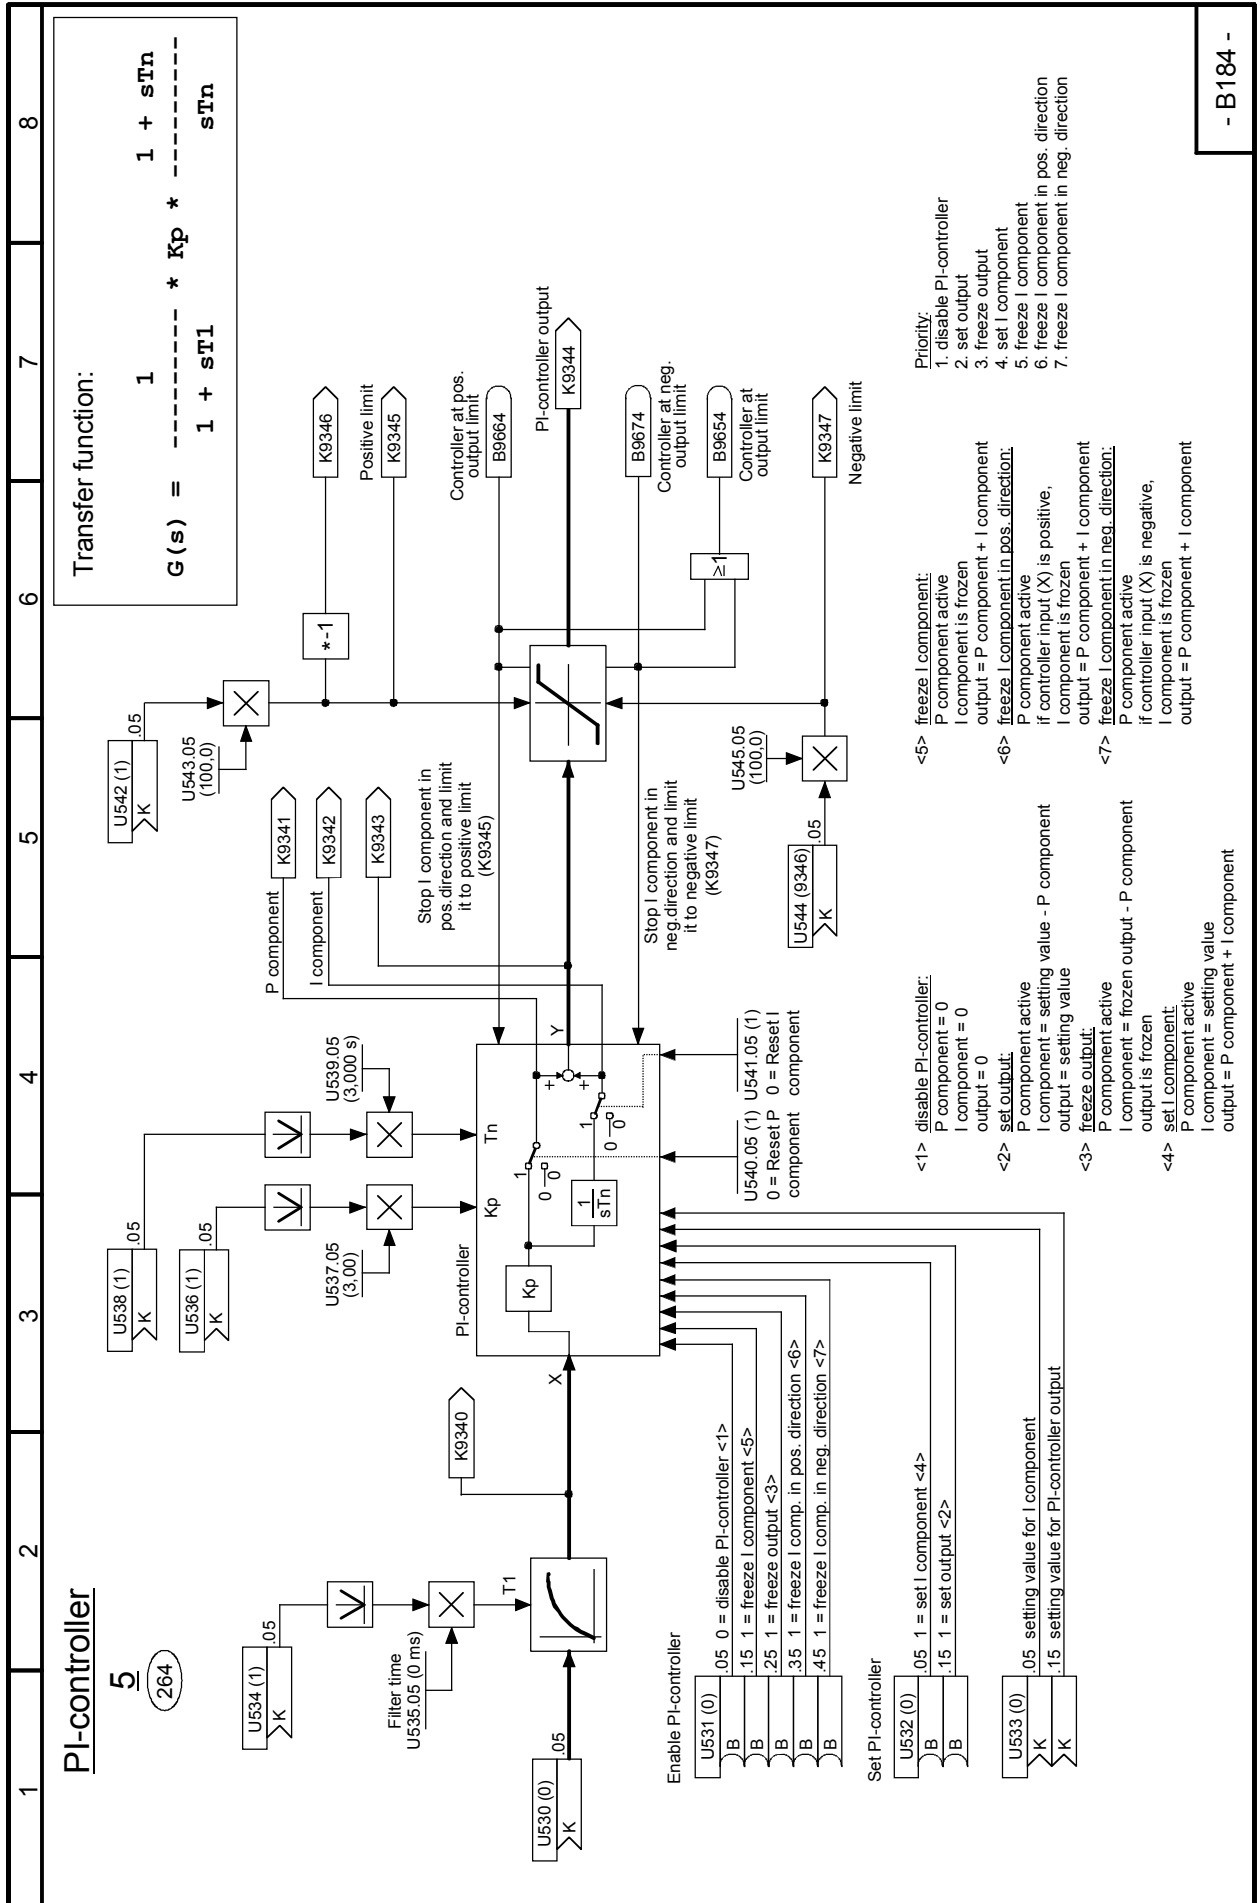 1
2
3
4
5
6
7
8
PI-controller
5
264
Transfer function:
1 1 + sTn
G(s) = -------- * Kp * ----------
1 + sT1 sTn
U534 (1)
K
.05
Filter time
U535.05 (0 ms)
T1
U530 (0)
K
.05
K9340
X
U538 (1)
K
.05
U536 (1)
K
.05
U537.05
(3,00)
U539.05
(3,000 s)
PI-controller
Kp
Tn
Kp
1
sTn
1
0
0
1
0
0
+
+
Y
P component
K9341
I component
K9342
K9343
U542 (1)
K
.05
U543.05
(100,0)
*-1
K9346
Positive limit
K9345
Stop I component in
pos.direction and limit
it to positive limit
(K9345)
Controller at pos.
output limit
B9664
PI-controller output
K9344
Stop I component in
neg.direction and limit
it to negative limit
(K9347)
B9674
Controller at neg.
output limit
≥1
B9654
Controller at
output limit
U545.05
(100,0)
U544 (9346)
K
.05
K9347
Negative limit
U540.05 (1)
0 = Reset P
component
U541.05 (1)
0 = Reset I
component
Enable PI-controller
U531 (0)
B .05 0 = disable PI-controller <1>
B .15 1 = freeze I component <5>
B .25 1 = freeze output <3>
B .35 1 = freeze I comp. in pos. direction <6>
B .45 1 = freeze I comp. in neg. direction <7>
Set PI-controller
U532 (0)
B .05 1 = set I component <4>
B .15 1 = set output <2>
U533 (0)
K .05 setting value for I component
K .15 setting value for PI-controller output
<1> disable PI-controller:
P component = 0
I component = 0
output = 0
<2> set output:
P component active
I component = setting value - P component
output = setting value
<3> freeze output:
P component active
I component = frozen output - P component
output is frozen
<4> set I component:
P component active
I component = setting value
output = P component + I component
<5> freeze I component:
P component active
I component is frozen
output = P component + I component
<6> freeze I component in pos. direction:
P component active
if controller input (X) is positive,
I component is frozen
output = P component + I component
<7> freeze I component in neg. direction:
P component active
if controller input (X) is negative,
I component is frozen
output = P component + I component
Priority:
1. disable PI-controller
2. set output
3. freeze output
4. set I component
5. freeze I component
6. freeze I component in pos. direction
7. freeze I component in neg. direction
- B184 -